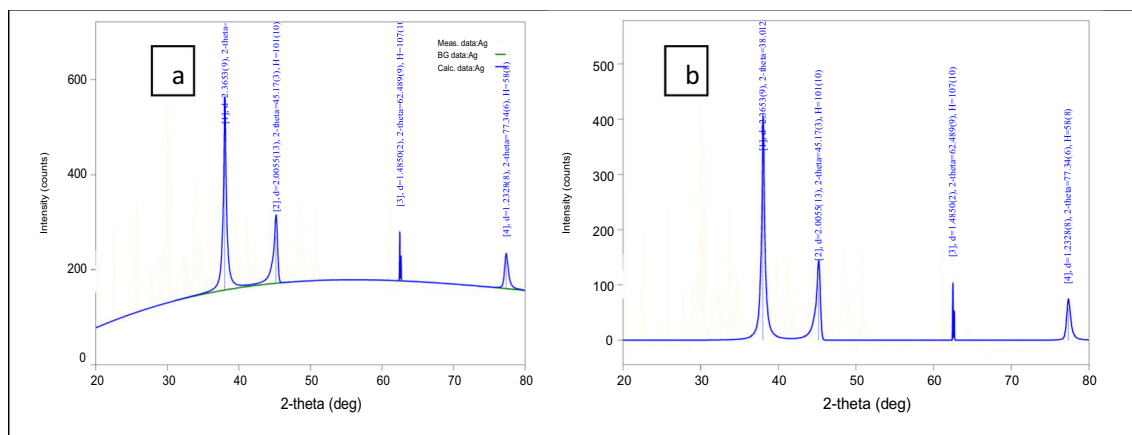 a
Meas. data:Ag
BG data:Ag
Calc. data:Ag
Intensity (counts)
600
400
200
0
[1], d=2.3653(9), 2-theta=
[2], d=2.0055(13), 2-theta=45.17(3), H=101(10)
[3], d=1.4850(2), 2-theta=62.489(9), H=107(10)
[4], d=1.2328(8), 2-theta=77.34(6), H=58(8)
20 30 40 50 60 70 80
2-theta (deg)
b
Intensity (counts)
500
400
300
200
100
0
[1], d=2.3653(9), 2-theta=38.012
[2], d=2.0055(13), 2-theta=45.17(3), H=101(10)
[3], d=1.4850(2), 2-theta=62.489(9), H=107(10)
[4], d=1.2328(8), 2-theta=77.34(6), H=58(8)
20 30 40 50 60 70 80
2-theta (deg)